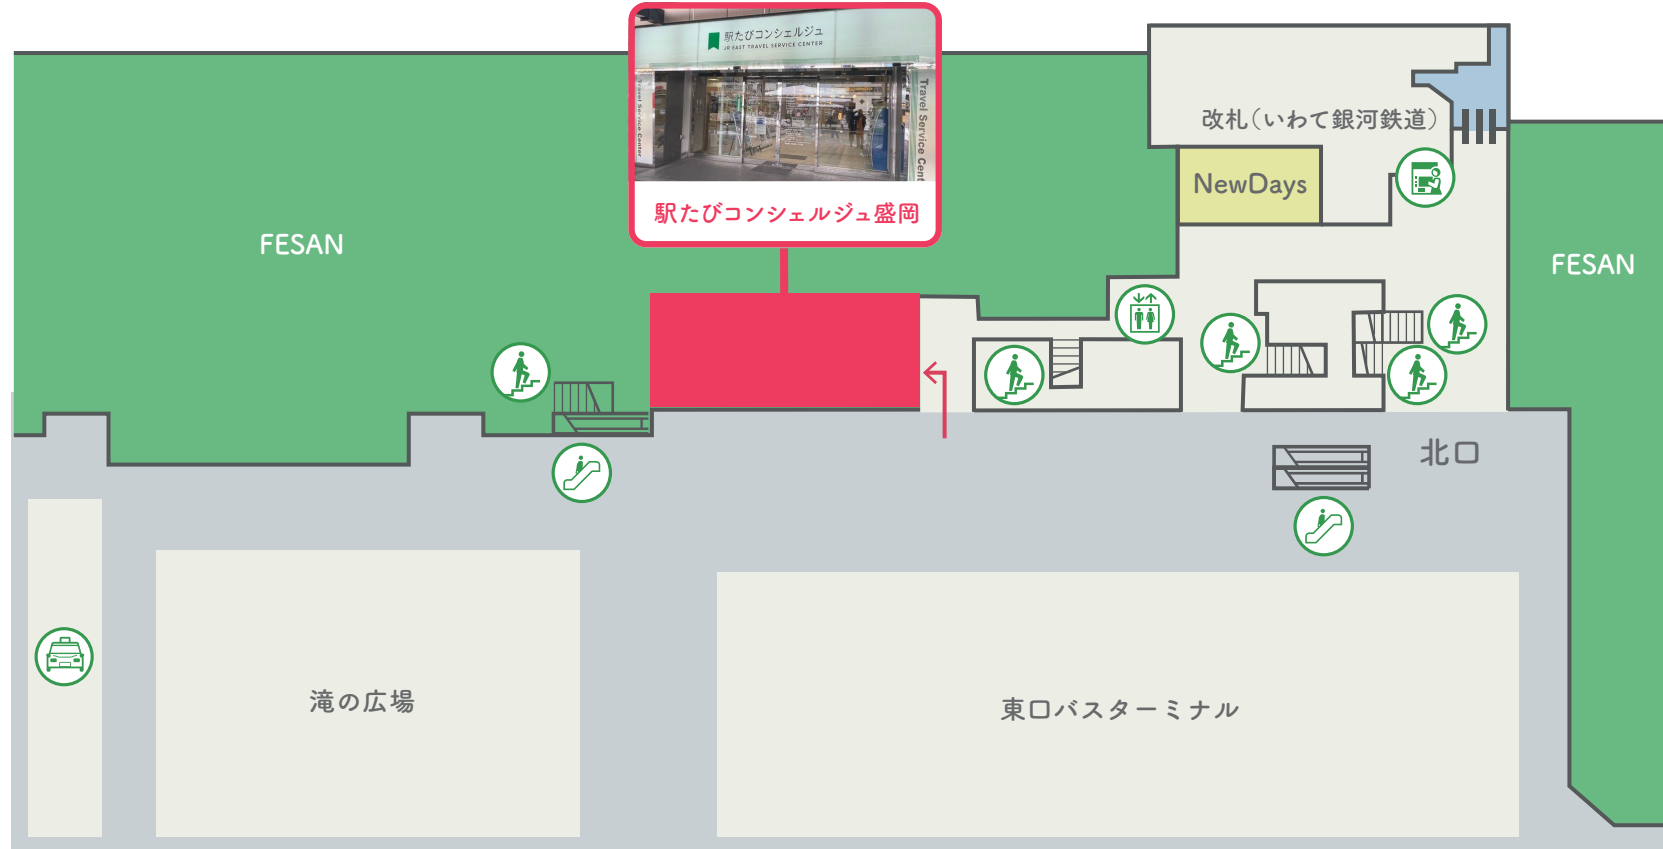 駅たびコンシェルジュ
JR EAST TRAVEL SERVICE CENTER
Travel Service Center
Travel Service Cent
駅たびコンシェルジュ盛岡
改札(いわて銀河鉄道)
NewDays
FESAN
FESAN
北口
滝の広場
東口バスターミナル